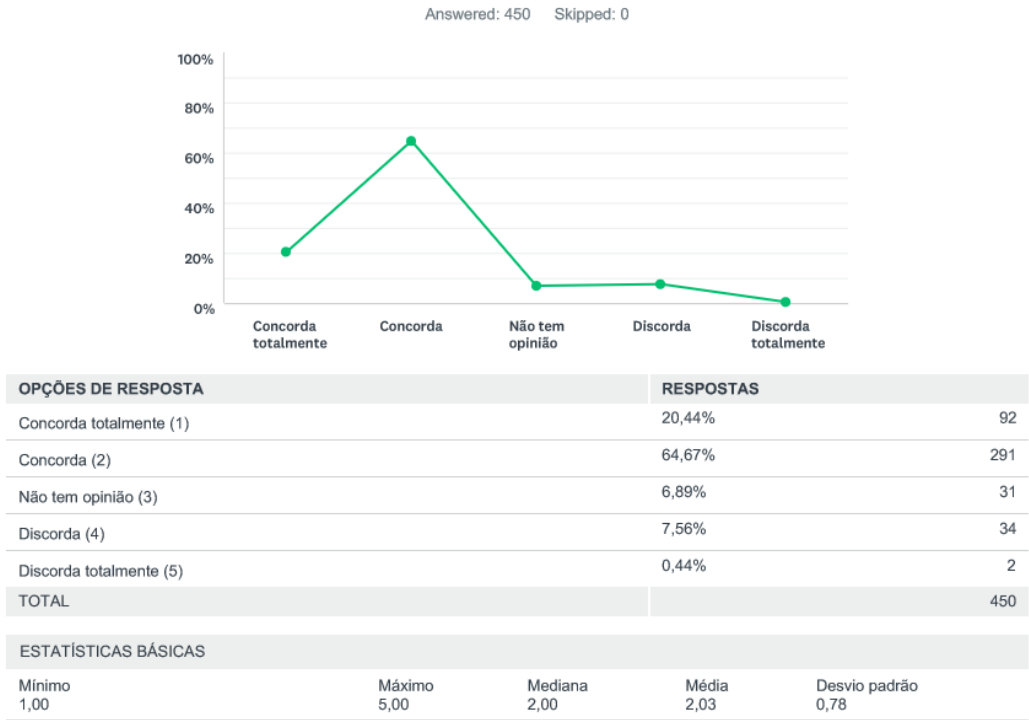 Answered: 450 Skipped: 0
100%
80%
60%
40%
20%
0%
Concorda totalmente
Concorda
Não tem opinião
Discorda
Discorda totalmente
OPÇÕES DE RESPOSTA RESPOSTAS
Concorda totalmente (1) 20,44% 92
Concorda (2) 64,67% 291
Não tem opinião (3) 6,89% 31
Discorda (4) 7,56% 34
Discorda totalmente (5) 0,44% 2
TOTAL 450
ESTATÍSTICAS BÁSICAS
Mínimo Máximo Mediana Média Desvio padrão
1,00 5,00 2,00 2,03 0,78